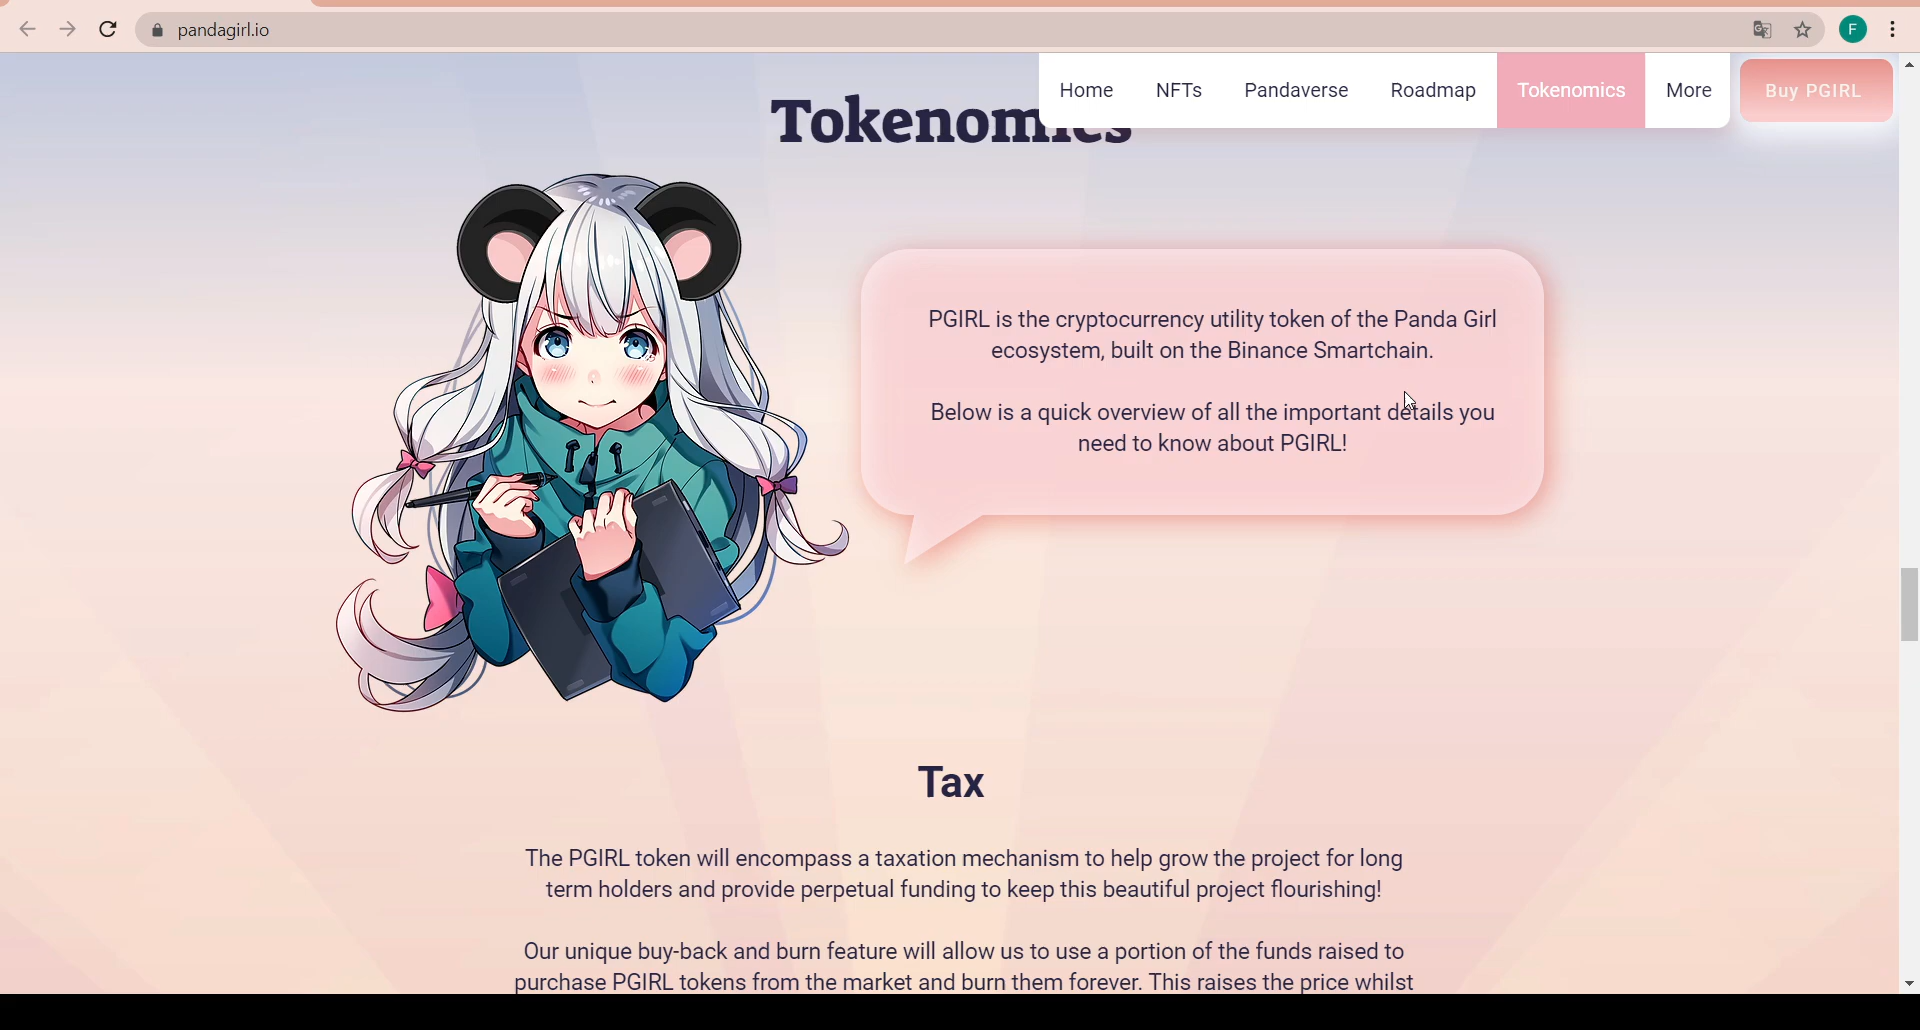 pandagirl.io
F
Home NFTs Pandaverse Roadmap Tokenomics More Buy PGIRL
Tokenomics
PGIRL is the cryptocurrency utility token of the Panda Girl
ecosystem, built on the Binance Smartchain.
Below is a quick overview of all the important details you
need to know about PGIRL!
Tax
The PGIRL token will encompass a taxation mechanism to help grow the project for long
term holders and provide perpetual funding to keep this beautiful project flourishing!
Our unique buy-back and burn feature will allow us to use a portion of the funds raised to
purchase PGIRL tokens from the market and burn them forever. This raises the price whilst